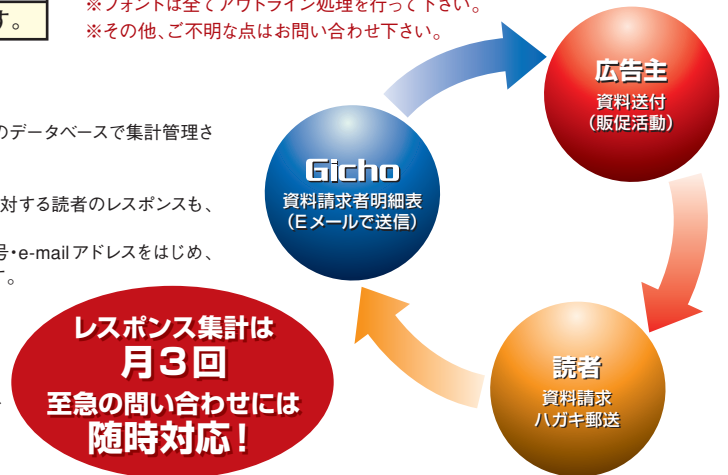 す。
※フォントは全てアウトライン処理を行って下さい。
※その他、ご不明な点はお問い合わせ下さい。
のデータベースで集計管理さ
対する読者のレスポンスも、
号・e-mailアドレスをはじめ、
す。
広告主
資料送付
（販促活動）
Gicho
資料請求者明細表
（Eメールで送信）
読者
資料請求
ハガキ郵送
レスポンス集計は
月3回
至急の問い合わせには
随時対応！